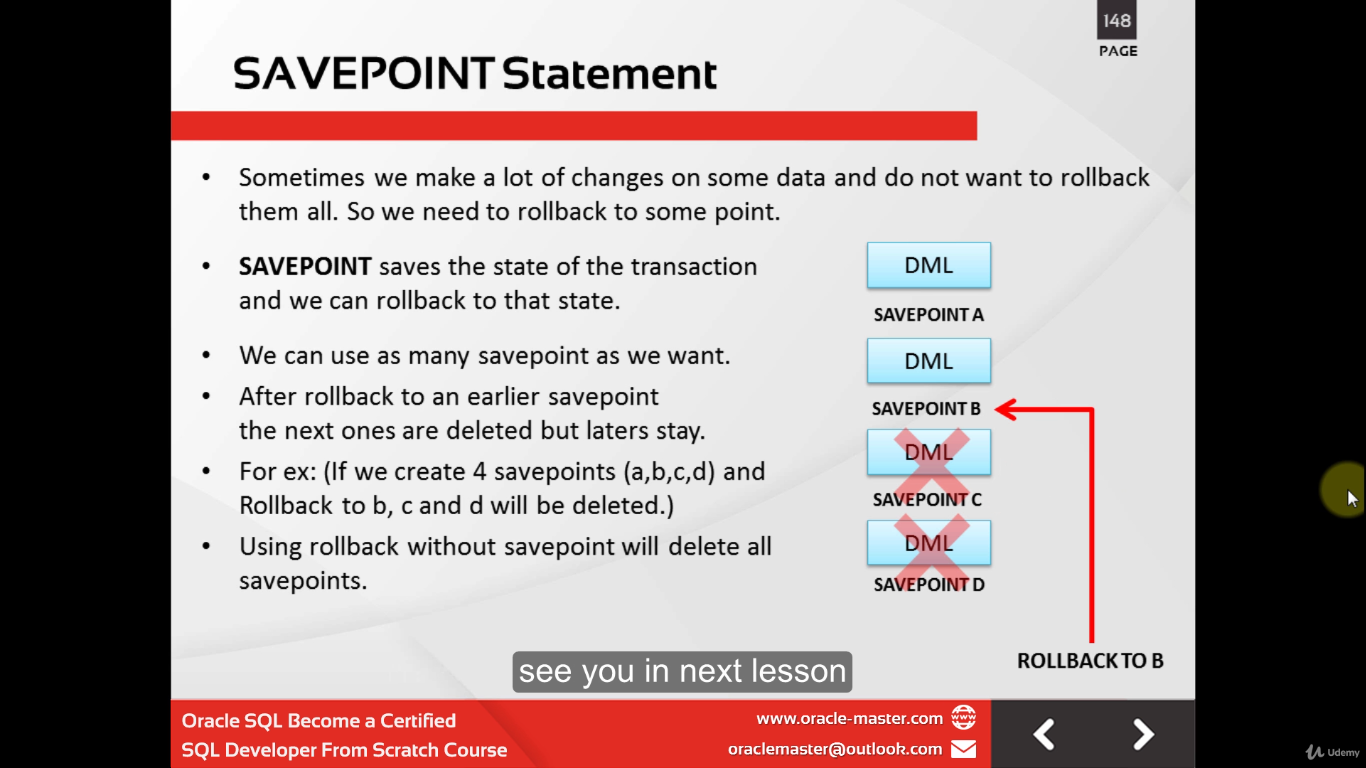 148
PAGE
SAVEPOINT Statement
• Sometimes we make a lot of changes on some data and do not want to rollback
them all. So we need to rollback to some point.
• SAVEPOINT saves the state of the transaction
and we can rollback to that state.
• We can use as many savepoint as we want.
• After rollback to an earlier savepoint
the next ones are deleted but laters stay.
• For ex: (If we create 4 savepoints (a,b,c,d) and
Rollback to b, c and d will be deleted.)
• Using rollback without savepoint will delete all
savepoints.
DML
SAVEPOINT A
DML
SAVEPOINT B
DML
SAVEPOINT C
DML
SAVEPOINT D
ROLLBACK TO B
see you in next lesson
Oracle SQL Become a Certified
SQL Developer From Scratch Course
www.oracle-master.com
WWW
oraclemaster@outlook.com
Udemy